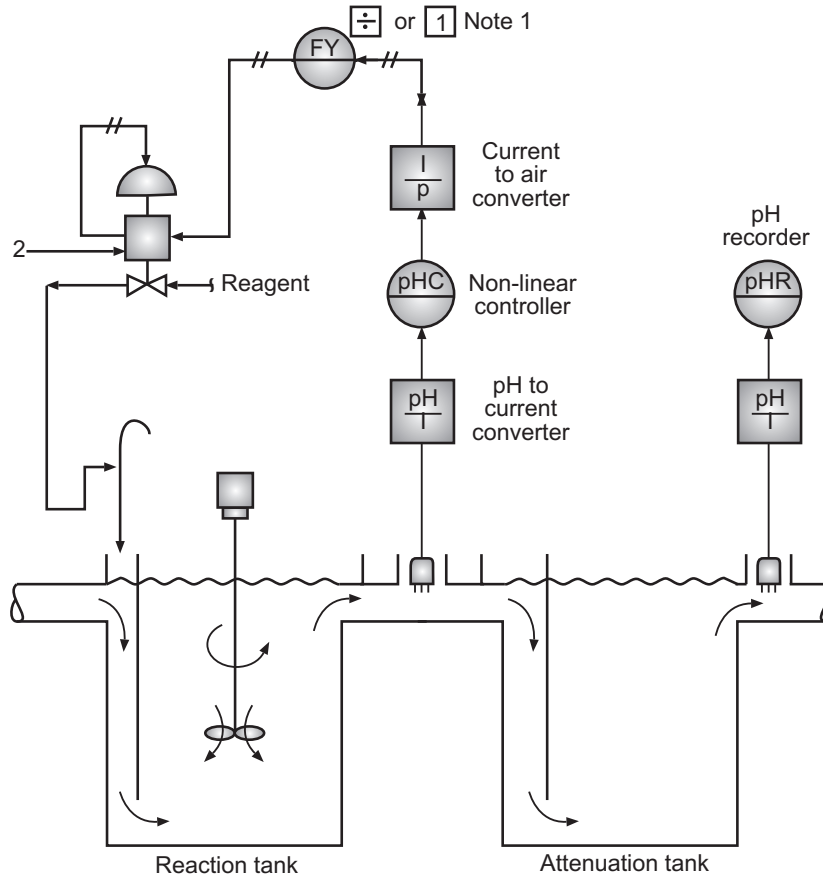 ÷ or 1 Note 1
FY
I
p
Current
to air
converter
2
Reagent
pHC
Non-linear
controller
pH
recorder
pHR
pH
I
pH to
current
converter
pH
I
Reaction tank
Attenuation tank